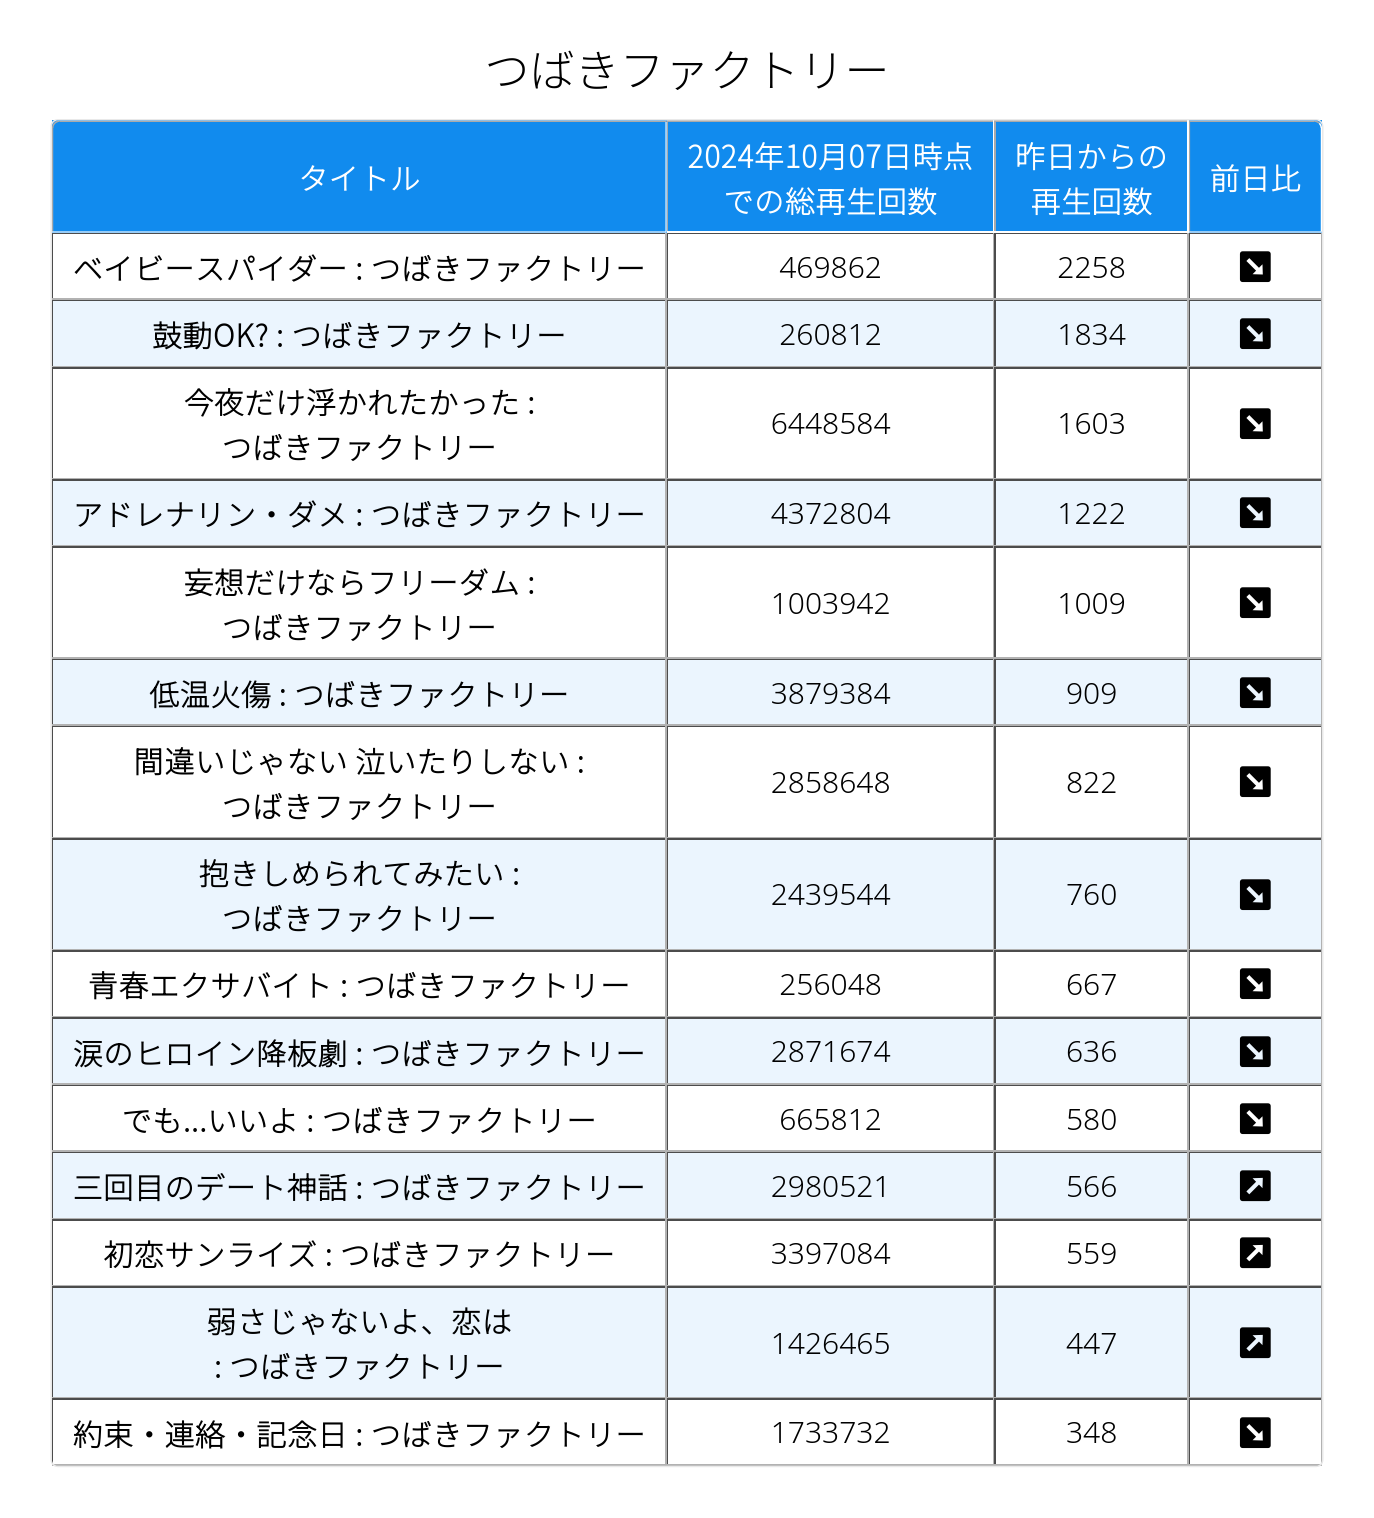 つばきファクトリー
タイトル
2024年10月07日時点
での総再生回数
昨日からの
再生回数
前日比
ベイビースパイダー : つばきファクトリー
469862
2258
鼓動OK? : つばきファクトリー
260812
1834
今夜だけ浮かれたかった :
つばきファクトリー
6448584
1603
アドレナリン・ダメ : つばきファクトリー
4372804
1222
妄想だけならフリーダム :
つばきファクトリー
1003942
1009
低温火傷 : つばきファクトリー
3879384
909
間違いじゃない 泣いたりしない :
つばきファクトリー
2858648
822
抱きしめられてみたい :
つばきファクトリー
2439544
760
青春エクサバイト : つばきファクトリー
256048
667
涙のヒロイン降板劇 : つばきファクトリー
2871674
636
でも...いいよ : つばきファクトリー
665812
580
三回目のデート神話 : つばきファクトリー
2980521
566
初恋サンライズ : つばきファクトリー
3397084
559
弱さじゃないよ、恋は
: つばきファクトリー
1426465
447
約束・連絡・記念日 : つばきファクトリー
1733732
348